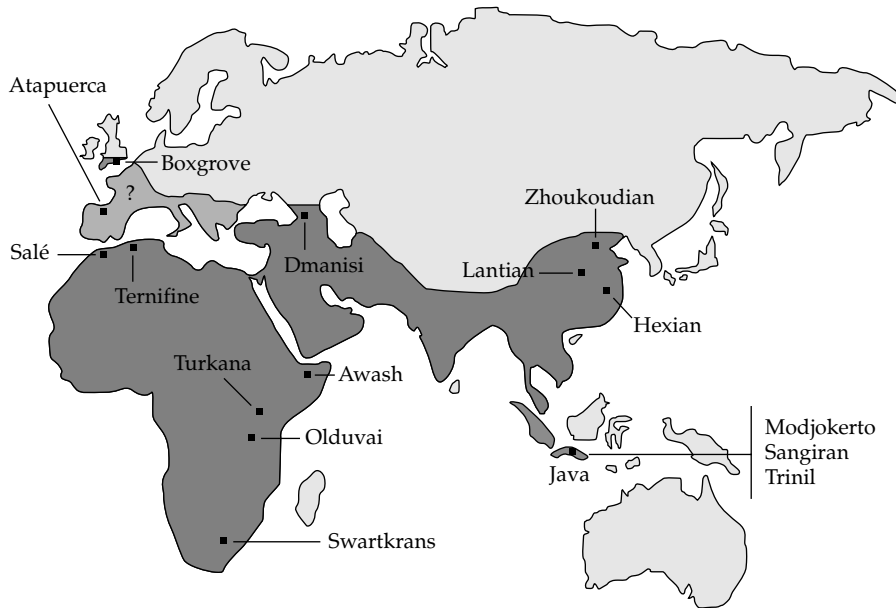 Atapuerca
Boxgrove
?
Zhoukoudian
Salé
Dmanisi
Lantian
Ternifine
Hexian
Turkana
Awash
Olduvai
Modjokerto
Sangiran
Trinil
Java
Swartkrans